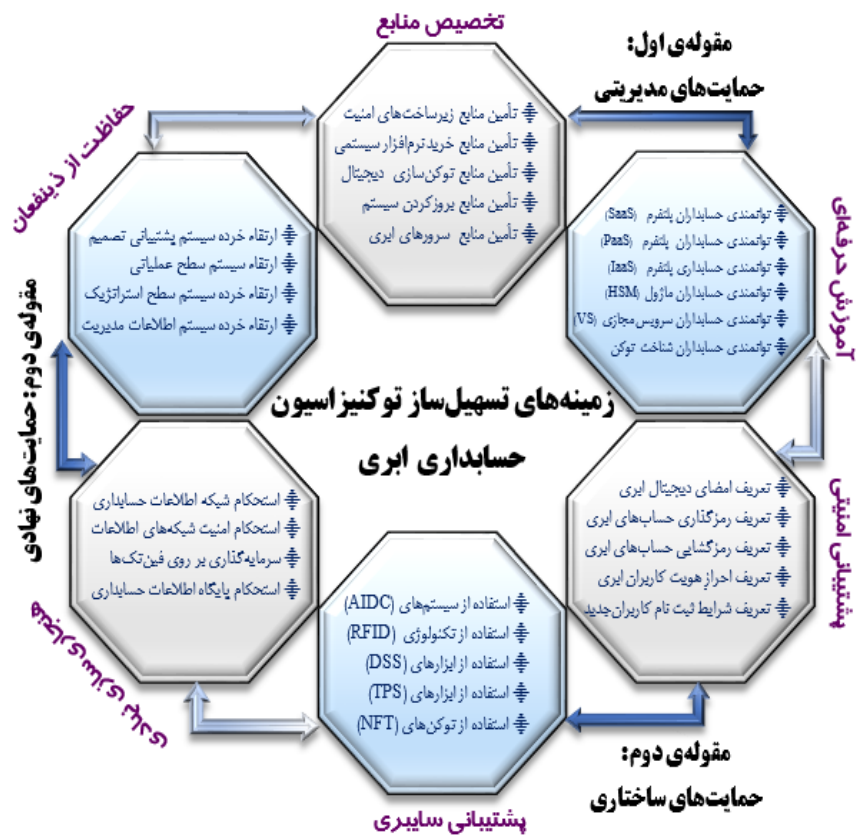 تخصیص منابع
تأمین منابع زیرساخت‌های امنیت
تأمین منابع خرید نرم‌افزار سیستمی
تأمین منابع توکن‌سازی دیجیتال
تأمین منابع بروزکردن سیستم
تأمین منابع سرورهای ابری
مقوله‌ی اول:
حمایت‌های مدیریتی
آموزش حرفه‌ای
توانمندی حسابداران پلتفرم (SaaS)
توانمندی حسابداران پلتفرم (PaaS)
توانمندی حسابداری پلتفرم (IaaS)
توانمندی حسابداران ماژول (HSM)
توانمندی حسابداران سرویس مجازی (VS)
توانمندی حسابداران شناخت توکن
حفاظت از ذینفعان
ارتقاء خرده سیستم پشتیبانی تصمیم
ارتقاء سیستم سطح عملیاتی
ارتقاء خرده سیستم سطح استراتژیک
ارتقاء خرده سیستم اطلاعات مدیریت
زمینه‌های تسهیل‌ساز توکنیزاسیون
حسابداری ابری
مقوله‌ی دوم: حمایت‌های نهادی
پشتیبانی امنیتی
تعریف امضای دیجیتال ابری
تعریف رمزگذاری حساب‌های ابری
تعریف رمزگشایی حساب‌های ابری
تعریف احراز هویت کاربران ابری
تعریف شرایط ثبت نام کاربران جدید
هنجاری سازی نهادی
استحکام شبکه اطلاعات حسابداری
استحکام امنیت شبکه‌های اطلاعات
سرمایه‌گذاری بر روی فین‌تک‌ها
استحکام پایگاه اطلاعات حسابداری
استفاده از سیستم‌های (AIDC)
استفاده از تکنولوژی (RFID)
استفاده از ابزارهای (DSS)
استفاده از ابزارهای (TPS)
استفاده از توکن‌های (NFT)
پشتیبانی سایبری
مقوله‌ی دوم:
حمایت‌های ساختاری